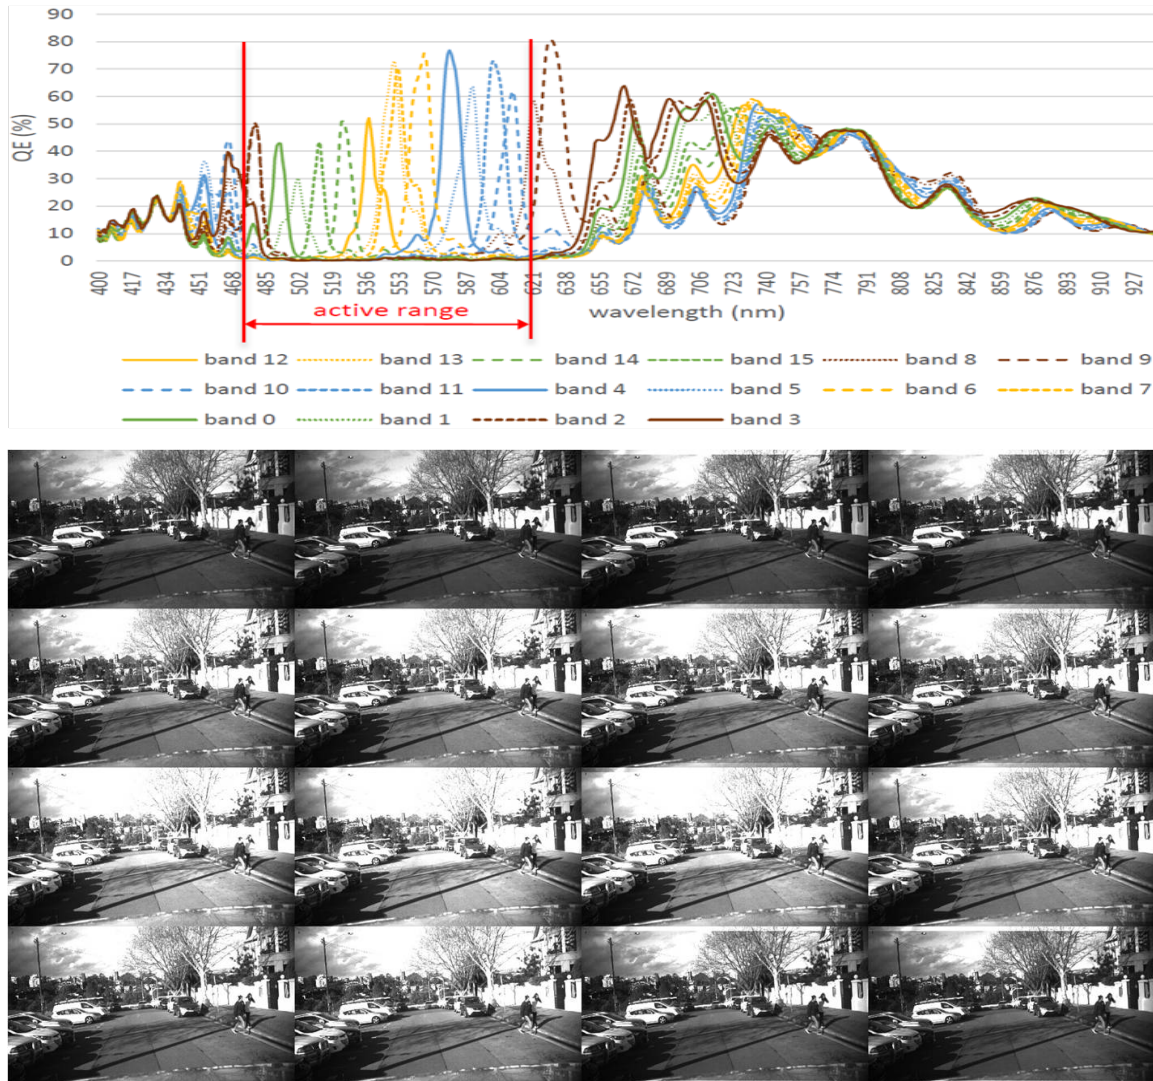 90
80
70
60
50
40
30
20
10
0
QE (%)
400 417 434 451 468 485 502 519 536 553 570 587 604 621 638 655 672 689 706 723 740 757 774 791 808 825 842 859 876 893 910 927
active range
wavelength (nm)
band 12 band 13 band 14 band 15 band 8 band 9
band 10 band 11 band 4 band 5 band 6 band 7
band 0 band 1 band 2 band 3